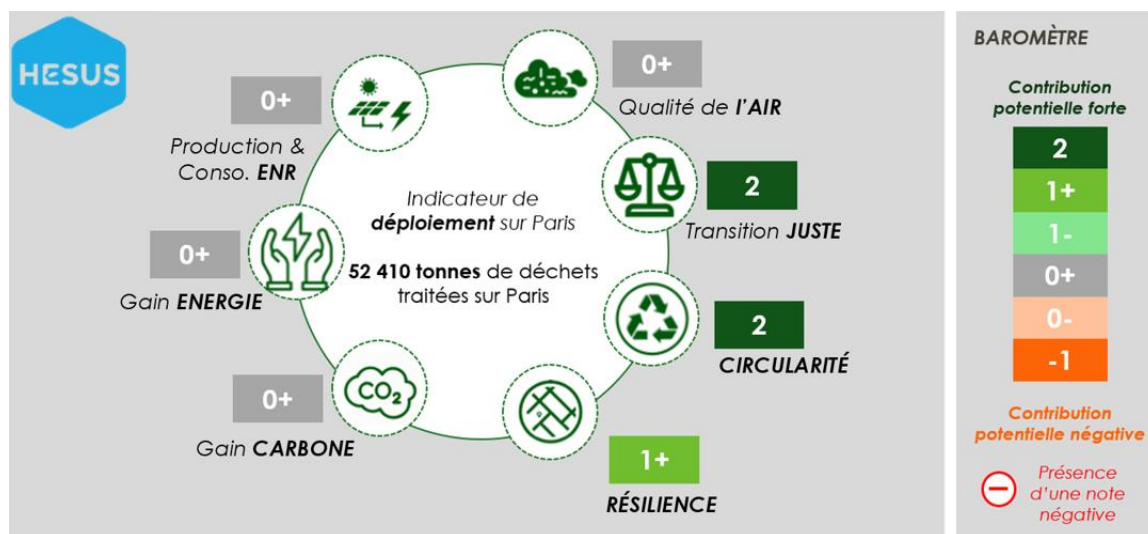 HESUS
0+
Production &
Conso. ENR
0+
Qualité de l'AIR
2
Transition JUSTE
2
CIRCULARITÉ
1+
RÉSILIENCE
CO2
0+
Gain CARBONE
0+
Gain ENERGIE
Indicateur de
déploiement sur Paris
52 410 tonnes de déchets
traitées sur Paris
BAROMÈTRE
Contribution
potentielle forte
2
1+
1-
0+
0-
-1
Contribution
potentielle négative
Présence
d'une note
négative